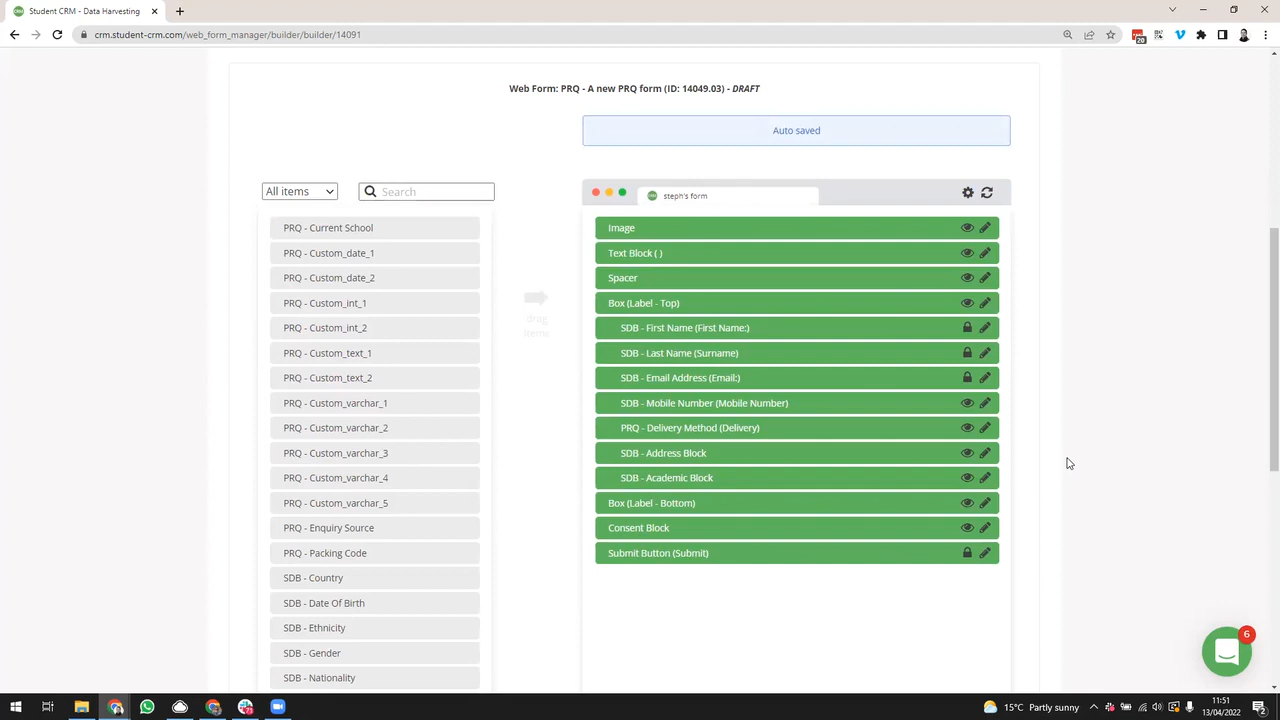 Student CRM - Data Harvesting
crm.student-crm.com/web_form_manager/builder/builder/14091
20
Web Form: PRQ - A new PRQ form (ID: 14049.03) - DRAFT
Auto saved
All items
Search
steph's form
PRQ - Current School
PRQ - Custom_date_1
PRQ - Custom_date_2
PRQ - Custom_int_1
PRQ - Custom_int_2
PRQ - Custom_text_1
PRQ - Custom_text_2
PRQ - Custom_varchar_1
PRQ - Custom_varchar_2
PRQ - Custom_varchar_3
PRQ - Custom_varchar_4
PRQ - Custom_varchar_5
PRQ - Enquiry Source
PRQ - Packing Code
SDB - Country
SDB - Date Of Birth
SDB - Ethnicity
SDB - Gender
SDB - Nationality
drag
items
Image
Text Block ( )
Spacer
Box (Label - Top)
SDB - First Name (First Name:)
SDB - Last Name (Surname)
SDB - Email Address (Email:)
SDB - Mobile Number (Mobile Number)
PRQ - Delivery Method (Delivery)
SDB - Address Block
SDB - Academic Block
Box (Label - Bottom)
Consent Block
Submit Button (Submit)
6
15°C Partly sunny
11:51
13/04/2022
2